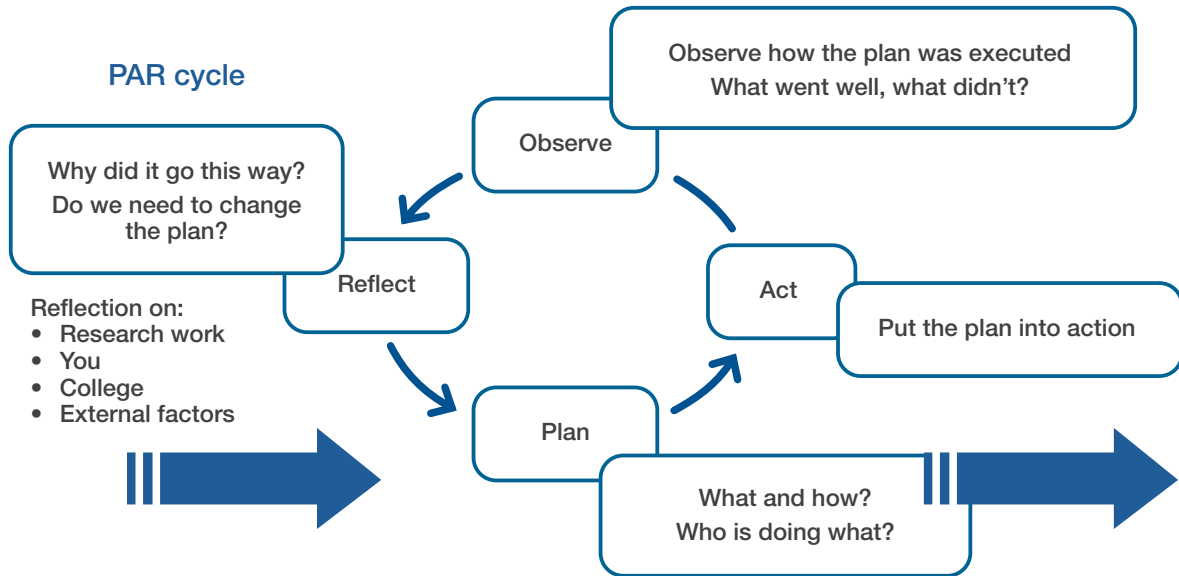 PAR cycle
Observe how the plan was executed
What went well, what didn't?
Observe
Why did it go this way?
Do we need to change
the plan?
Reflect
Act
Put the plan into action
Reflection on:
• Research work
• You
• College
• External factors
Plan
What and how?
Who is doing what?